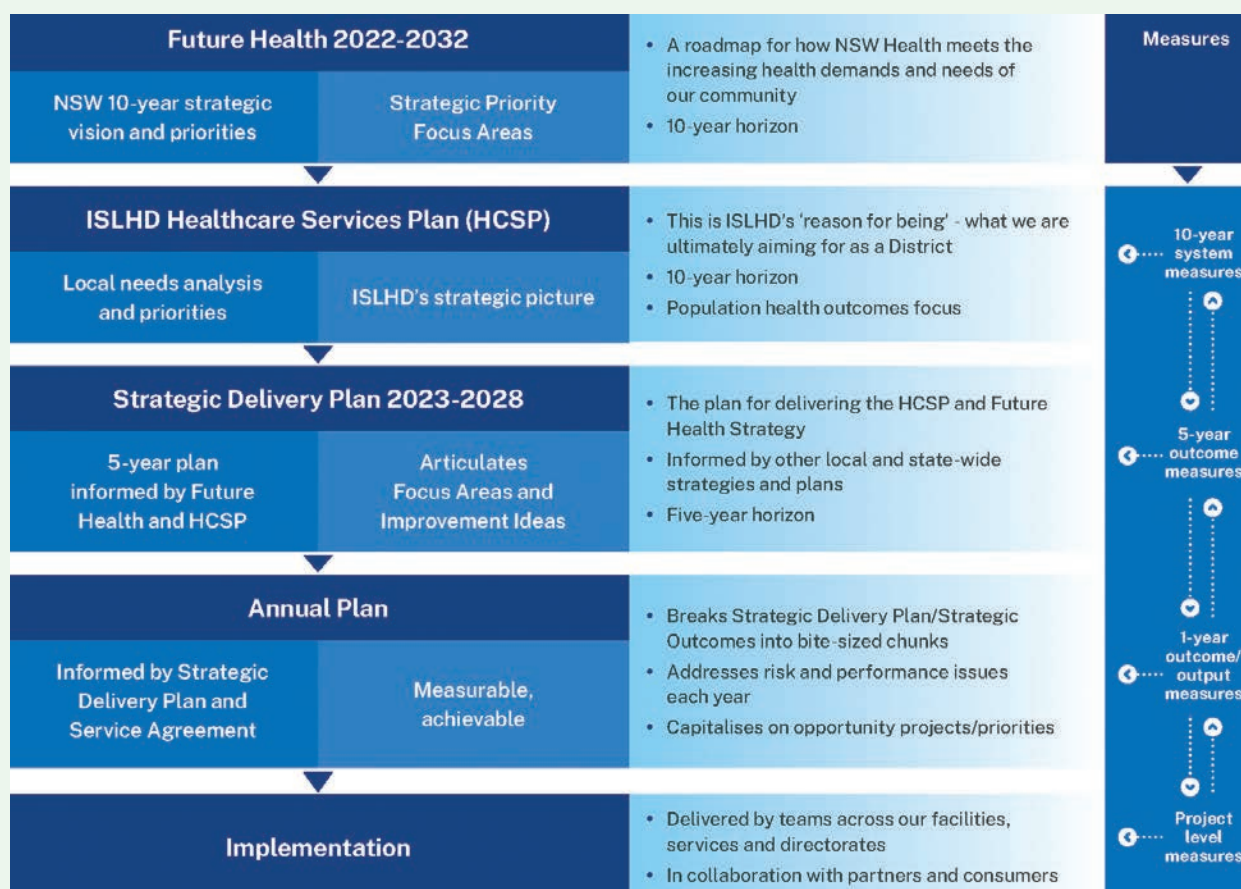 Future Health 2022-2032
NSW 10-year strategic
vision and priorities
Strategic Priority
Focus Areas
• A roadmap for how NSW Health meets the
increasing health demands and needs of
our community
• 10-year horizon
Measures
ISLHD Healthcare Services Plan (HCSP)
Local needs analysis
and priorities
ISLHD's strategic picture
• This is ISLHD's 'reason for being' - what we are
ultimately aiming for as a District
• 10-year horizon
• Population health outcomes focus
10-year
system
measures
Strategic Delivery Plan 2023-2028
5-year plan
informed by Future
Health and HCSP
Articulates
Focus Areas and
Improvement Ideas
• The plan for delivering the HCSP and Future
Health Strategy
• Informed by other local and state-wide
strategies and plans
• Five-year horizon
5-year
outcome
measures
Annual Plan
Informed by Strategic
Delivery Plan and
Service Agreement
Measurable,
achievable
• Breaks Strategic Delivery Plan/Strategic
Outcomes into bite-sized chunks
• Addresses risk and performance issues
each year
• Capitalises on opportunity projects/priorities
1-year
outcome/
output
measures
Implementation
• Delivered by teams across our facilities,
services and directorates
• In collaboration with partners and consumers
Project
level
measures